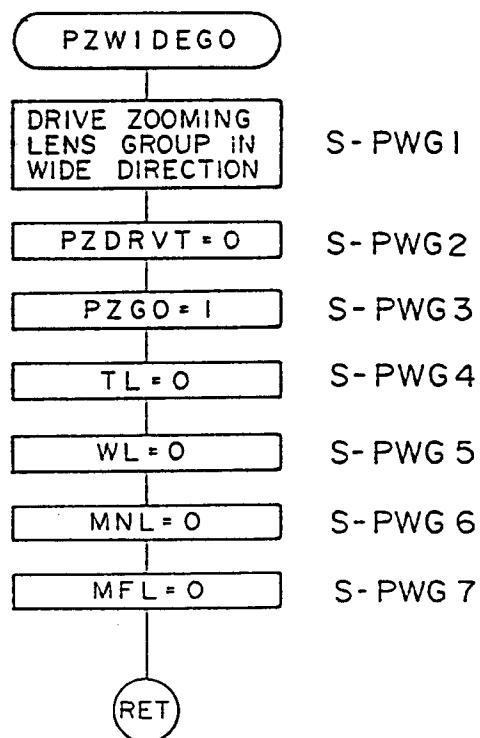 PZWIDEGO
DRIVE ZOOMING
LENS GROUP IN
WIDE DIRECTION
S-PWG1
PZDRVT=0
S-PWG2
PZGO=1
S-PWG3
TL=0
S-PWG4
WL=0
S-PWG5
MNL=0
S-PWG6
MFL=0
S-PWG7
RET